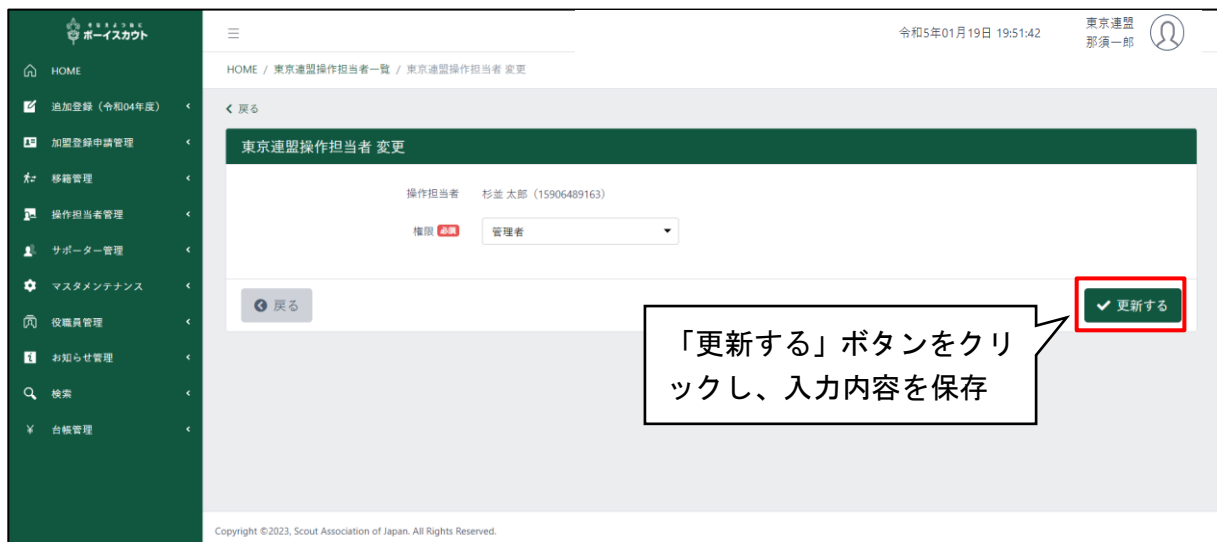 そなえよつねに
ボーイスカウト
令和5年01月19日 19:51:42
東京連盟
那須一郎
HOME
追加登録（令和04年度）
加盟登録申請管理
移籍管理
操作担当者管理
サポーター管理
マスタメンテナンス
役職員管理
お知らせ管理
検索
¥ 台帳管理
HOME / 東京連盟操作担当者一覧 / 東京連盟操作担当者 変更
戻る
東京連盟操作担当者 変更
操作担当者 杉並 太郎（15906489163）
権限 必須 管理者
戻る
更新する
「更新する」ボタンをクリ
ックし、入力内容を保存
Copyright ©2023, Scout Association of Japan. All Rights Reserved.